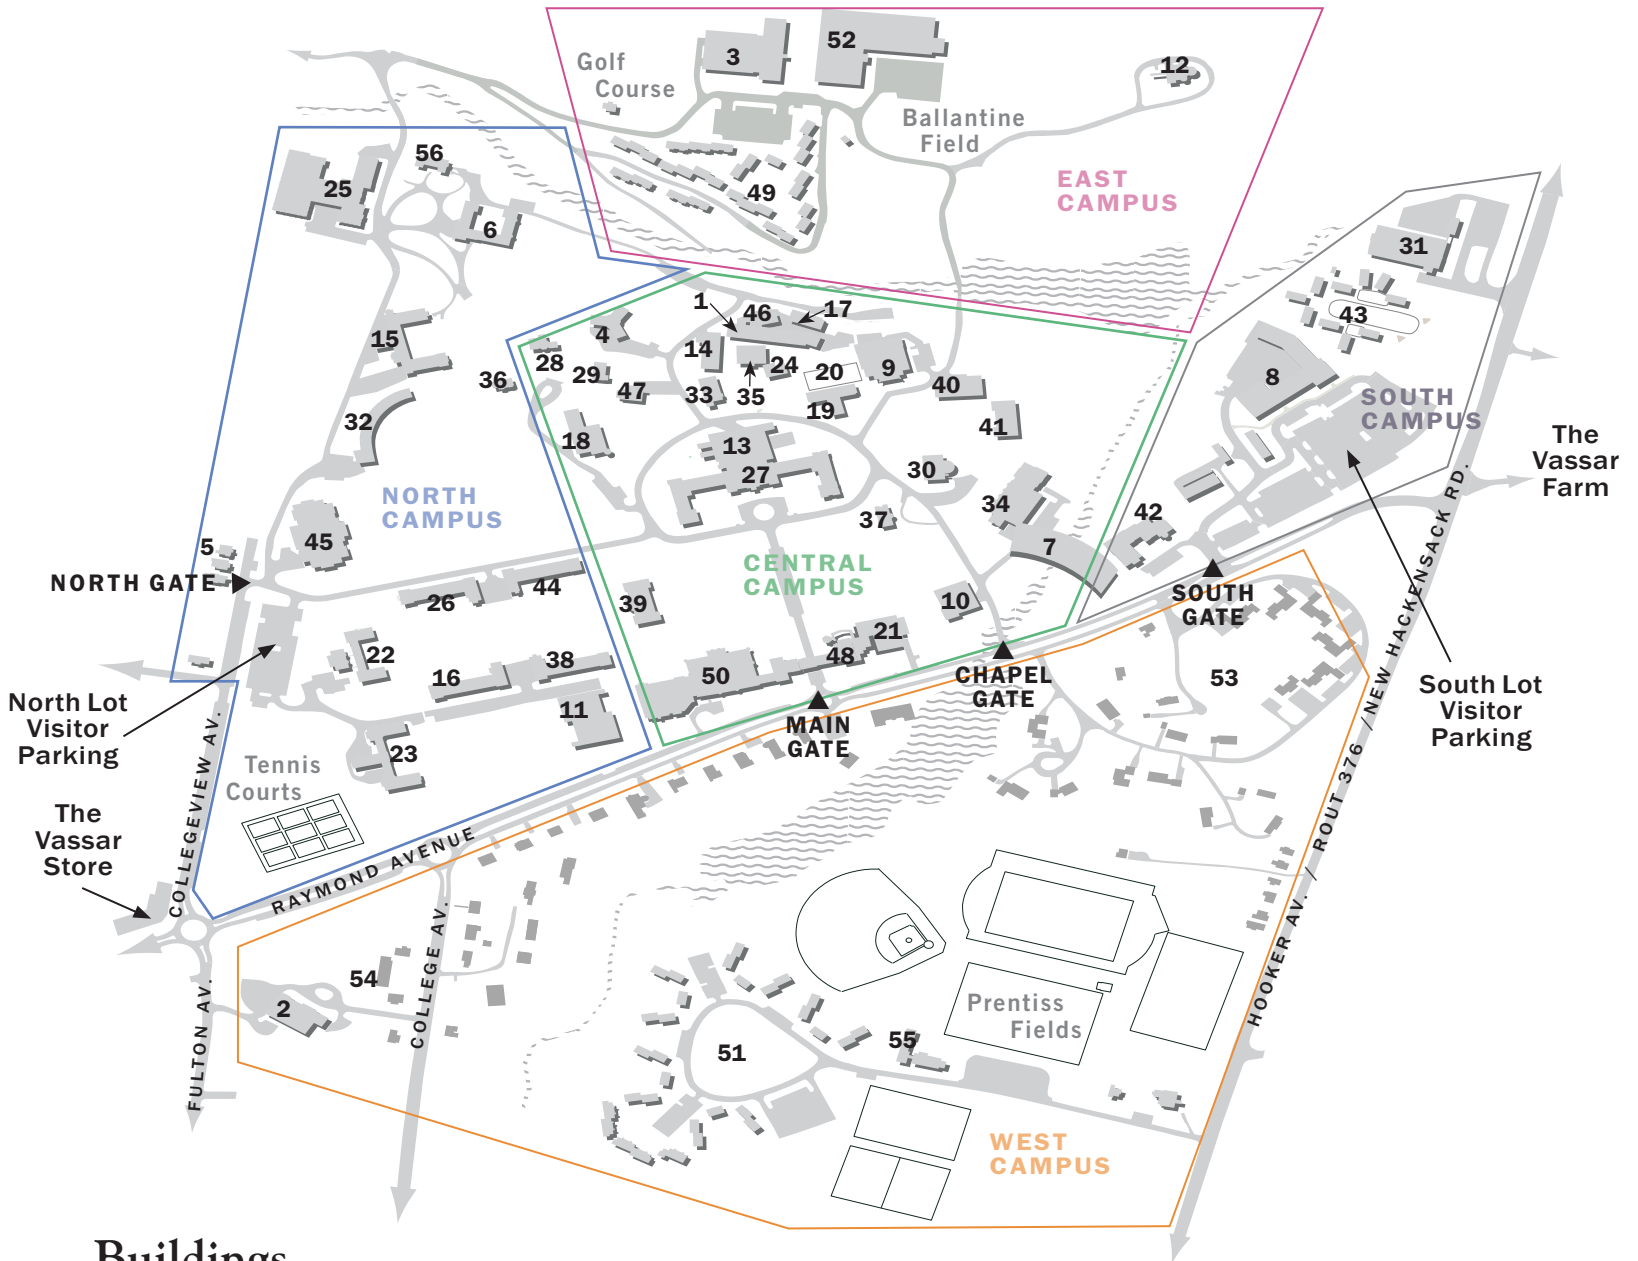 3
52
12
Golf
Course
Ballantine
Field
56
25
49
EAST
CAMPUS
6
31
1
46
17
43
15
4
14
28
24
20
9
8
29
36
47
33
35
40
19
SOUTH
CAMPUS
32
18
13
41
27
30
The
Vassar
Farm
NORTH
CAMPUS
34
37
42
45
5
7
NORTH GATE
CENTRAL
CAMPUS
SOUTH
GATE
26
44
39
10
21
22
48
16
38
50
CHAPEL
GATE
53
11
MAIN
GATE
North Lot
Visitor
Parking
South Lot
Visitor
Parking
23
Tennis
Courts
The
Vassar
Store
COLLEGEVIEW AV.
RAYMOND AVENUE
HOOKER AV. / ROUT 376 / NEW HACKENSACK RD.
COLLEGE AV.
FULTON AV.
54
2
Prentiss
Fields
55
51
WEST
CAMPUS
Buildings